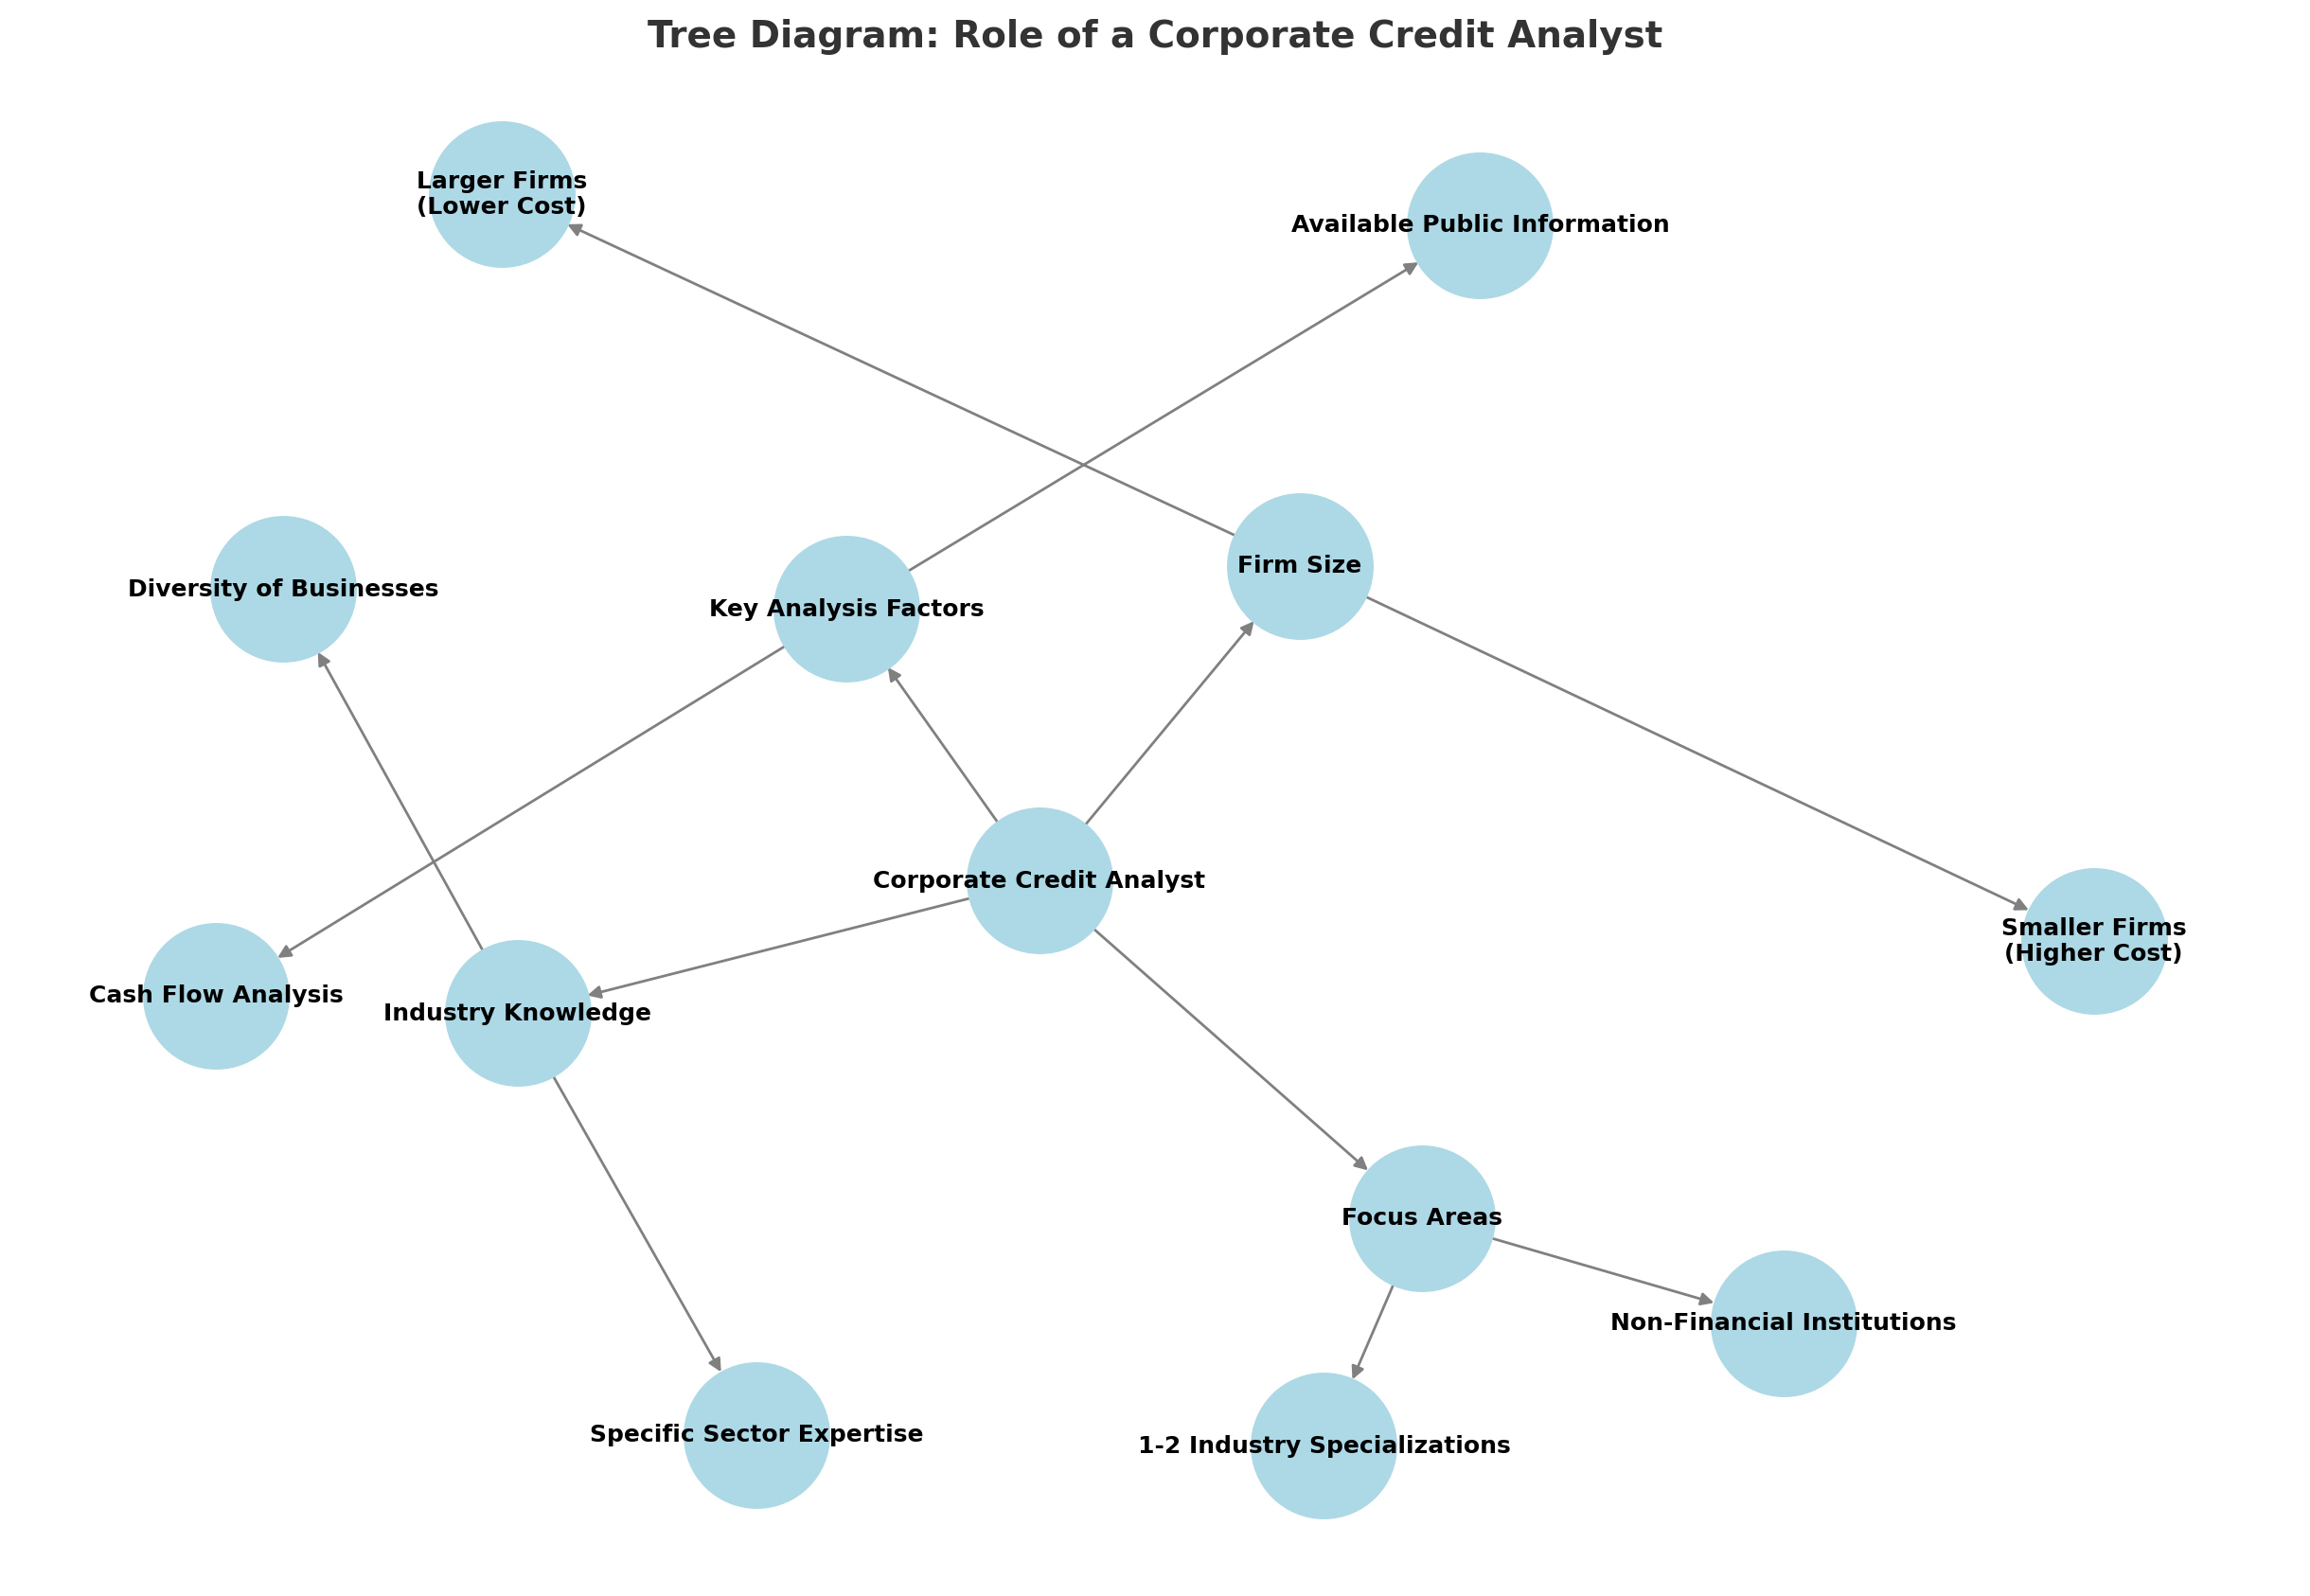 Tree Diagram: Role of a Corporate Credit Analyst
Larger Firms
(Lower Cost)
Available Public Information
Firm Size
Diversity of Businesses
Key Analysis Factors
Corporate Credit Analyst
Smaller Firms
(Higher Cost)
Cash Flow Analysis
Industry Knowledge
Focus Areas
Non-Financial Institutions
Specific Sector Expertise
1-2 Industry Specializations